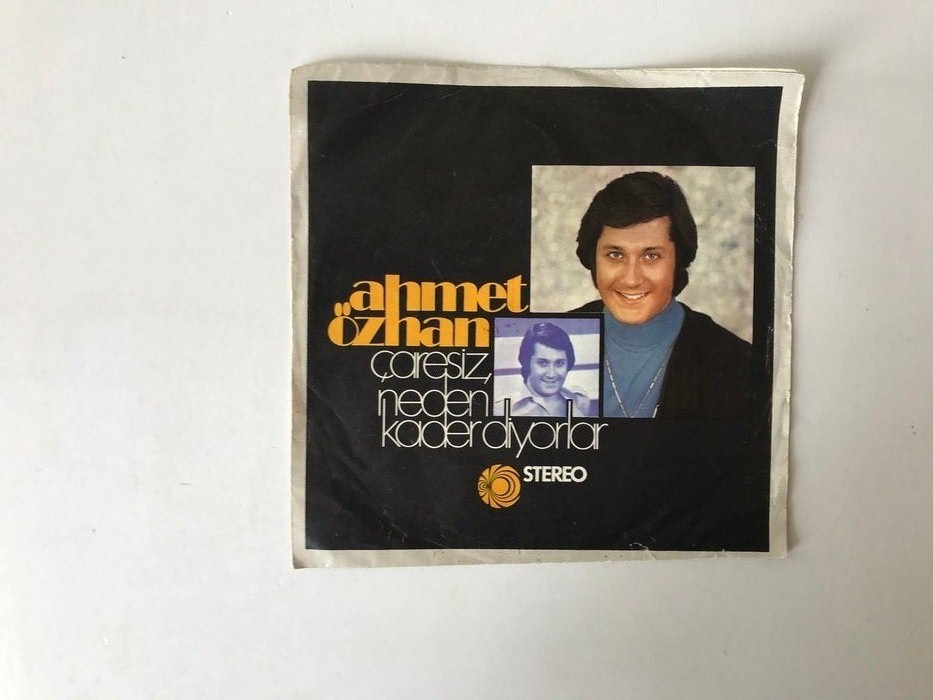 ahmet
özhan
çaresiz,
neden
kader diyorlar
STEREO